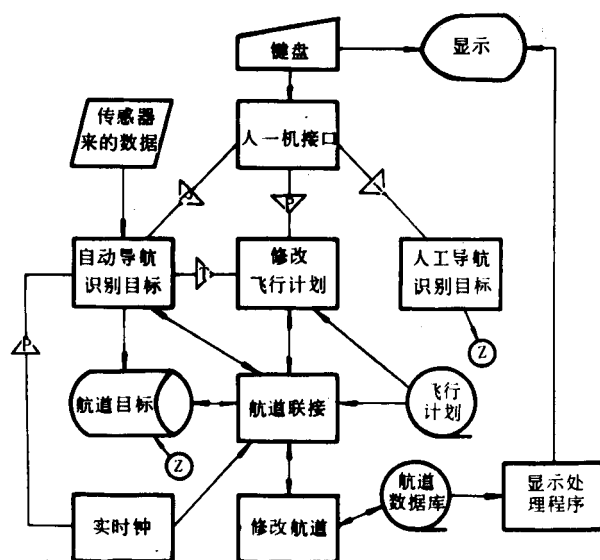 键盘
显示
传感器
来的数据
人一机接口
P
自动导航
识别目标
T
修改
飞行计划
人工导航
识别目标
P
Z
航道目标
航道联接
飞行
计划
Z
实时钟
修改航道
航道
数据库
显示处
理程序